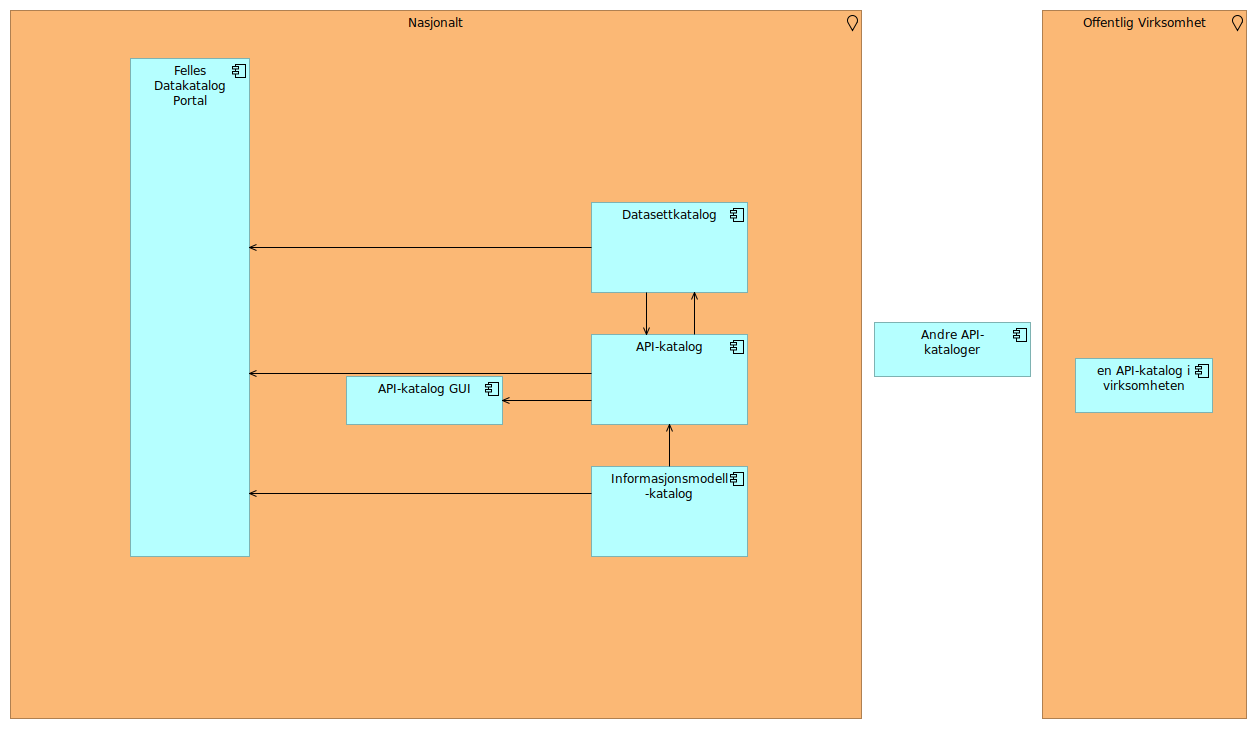 Nasjonalt
Offentlig Virksomhet
Felles
Datakatalog
Portal
Datasettkatalog
API-katalog
API-katalog GUI
Informasjonsmodell
-katalog
Andre API-
kataloger
en API-katalog i
virksomheten